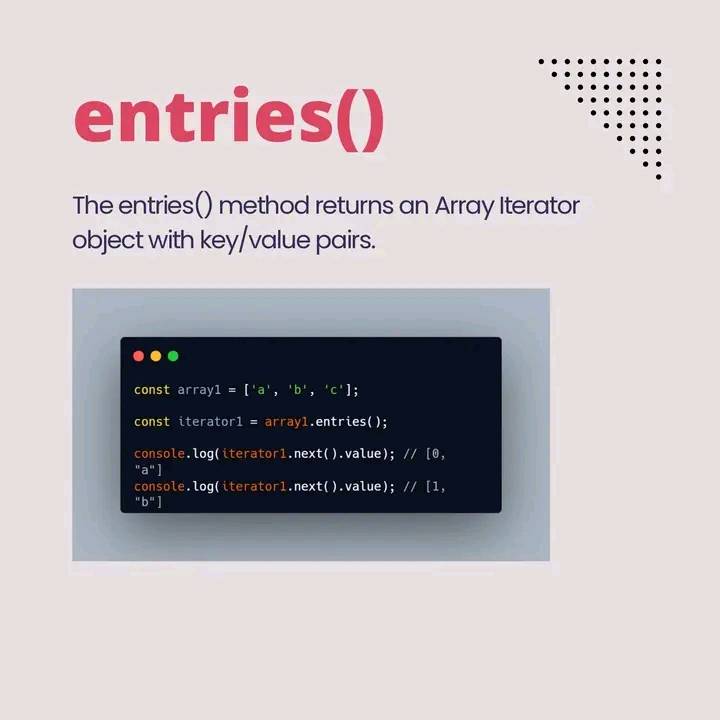 entries()
The entries() method returns an Array Iterator
object with key/value pairs.
const array1 = ['a', 'b', 'c'];
const iterator1 = array1.entries();
console.log(iterator1.next().value); // [0,
"a"]
console.log(iterator1.next().value); // [1,
"b"]